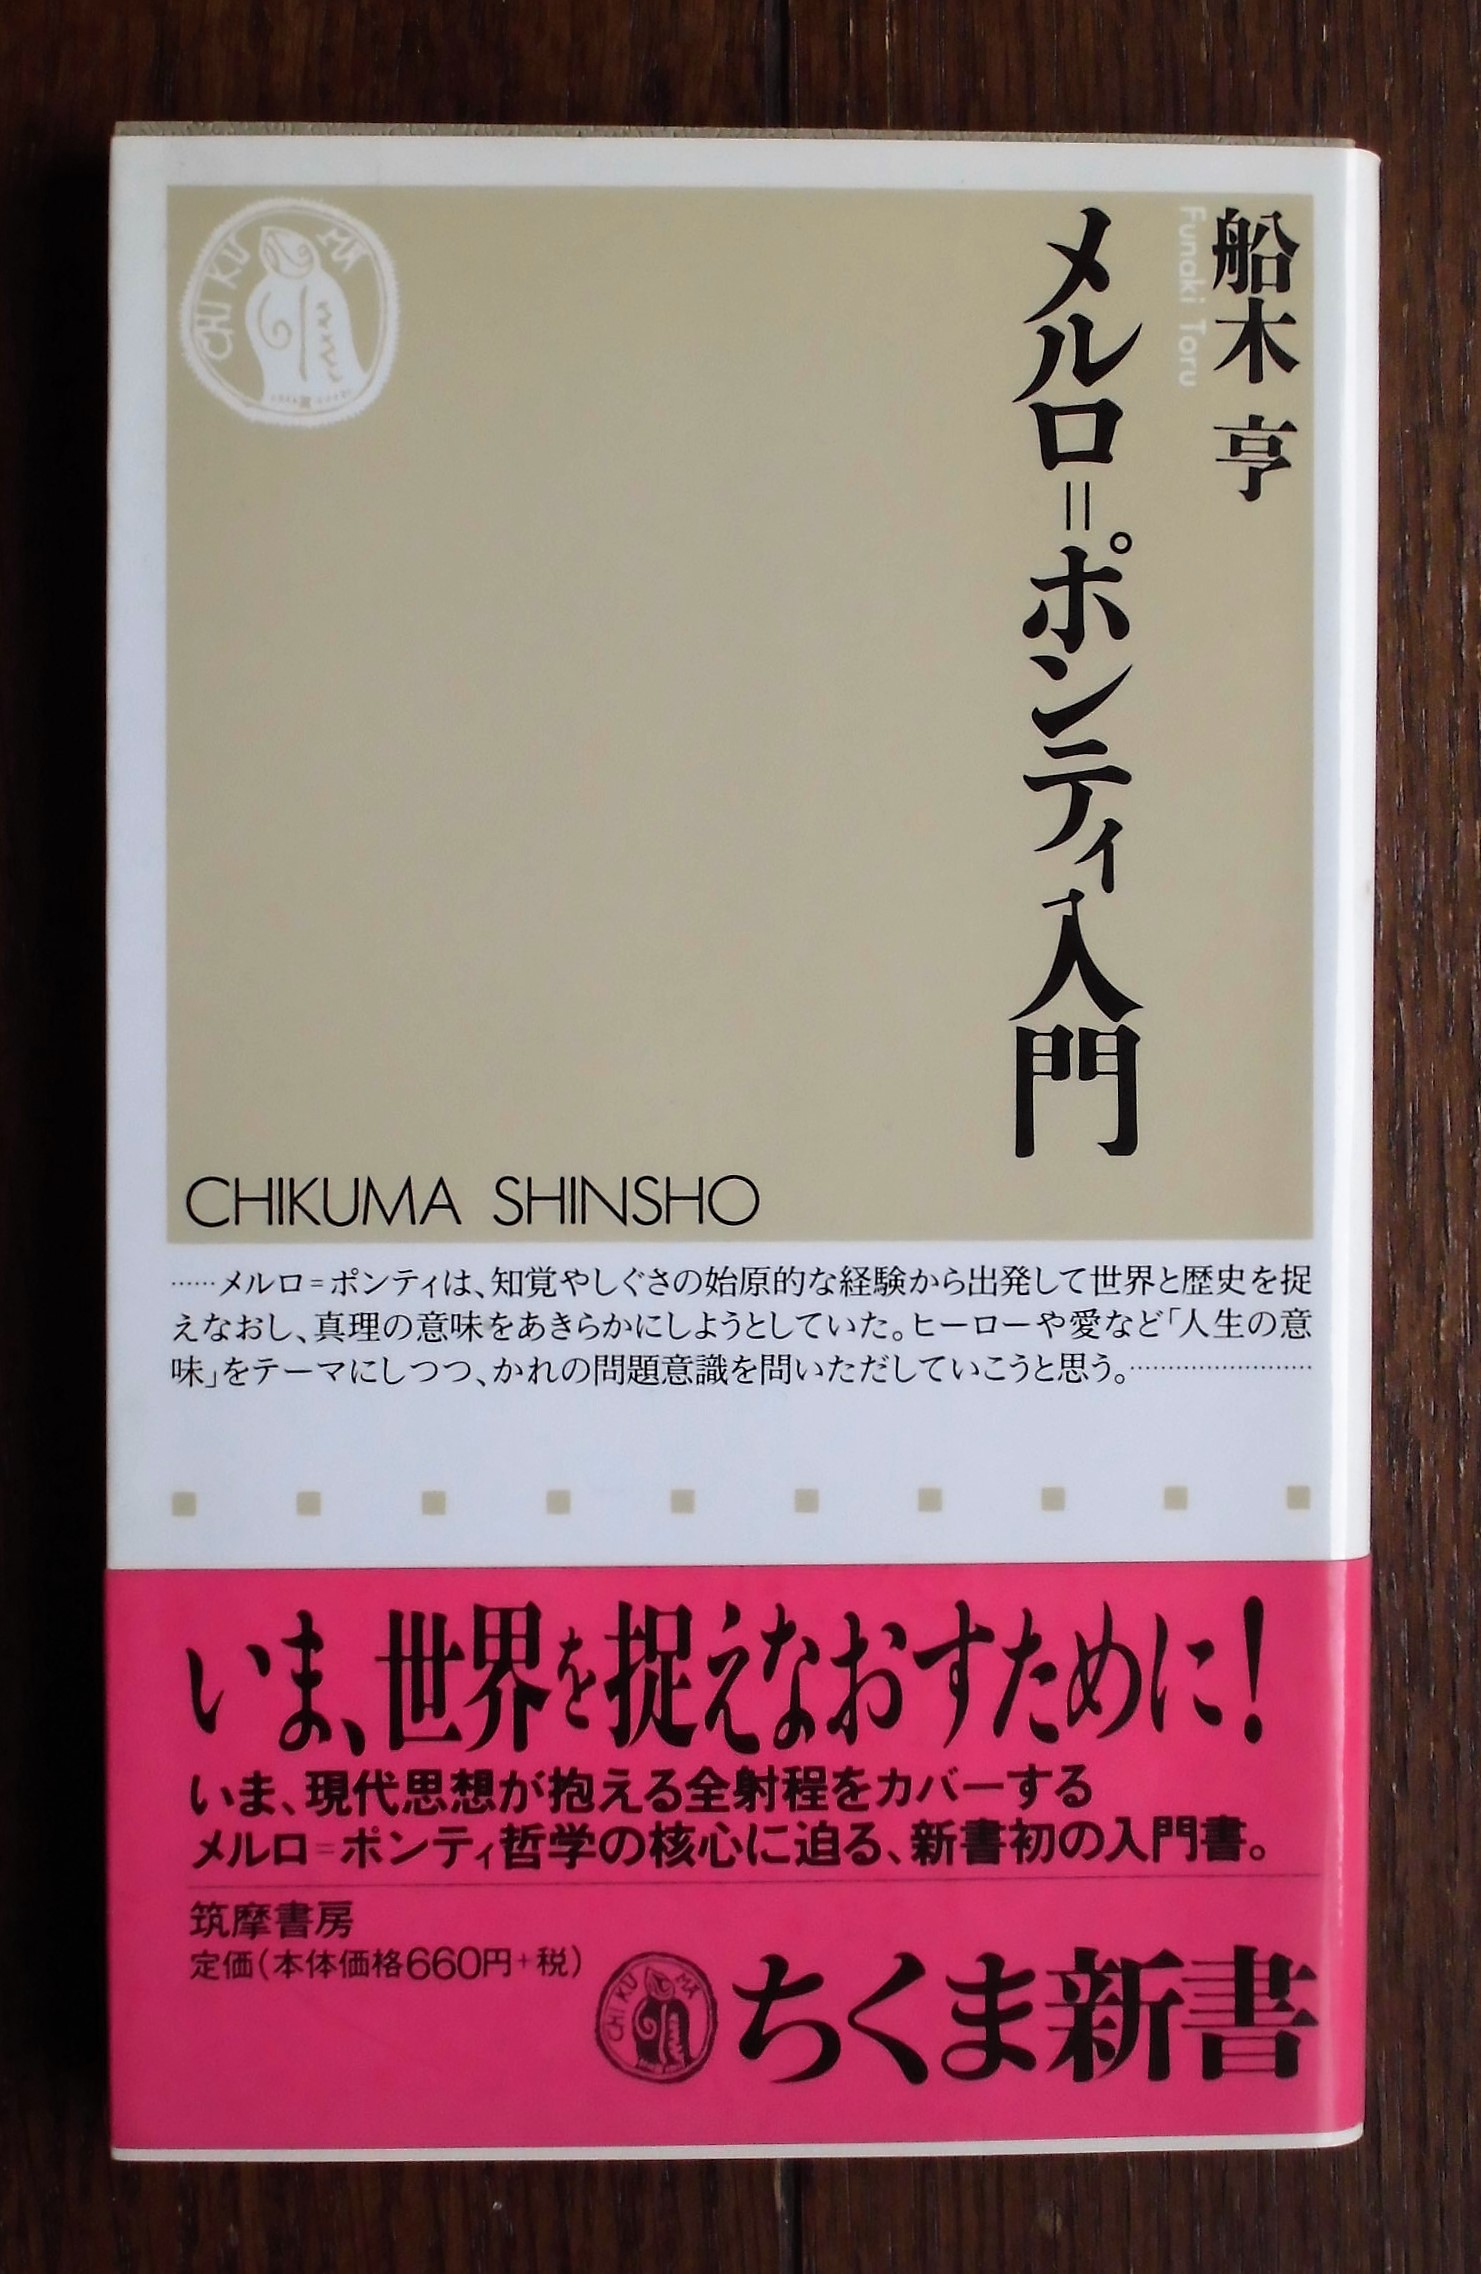 船木 亨
Funaki Toru
メルロ=ポンティ入門
CHIKUMA
CHIKUMA SHINSHO
……メルロ=ポンティは、知覚やしぐさの始原的な経験から出発して世界と歴史を捉
えなおし、真理の意味をあきらかにしようとしていた。ヒーローや愛など「人生の意
味」をテーマにしつつ、かれの問題意識を問いただしていこうと思う。……………………
いま、世界を捉えなおすために!
いま、現代思想が抱える全射程をカバーする
メルロ=ポンティ哲学の核心に迫る、新書初の入門書。
筑摩書房
定価(本体価格660円+税)
CHIKUMA
ちくま新書